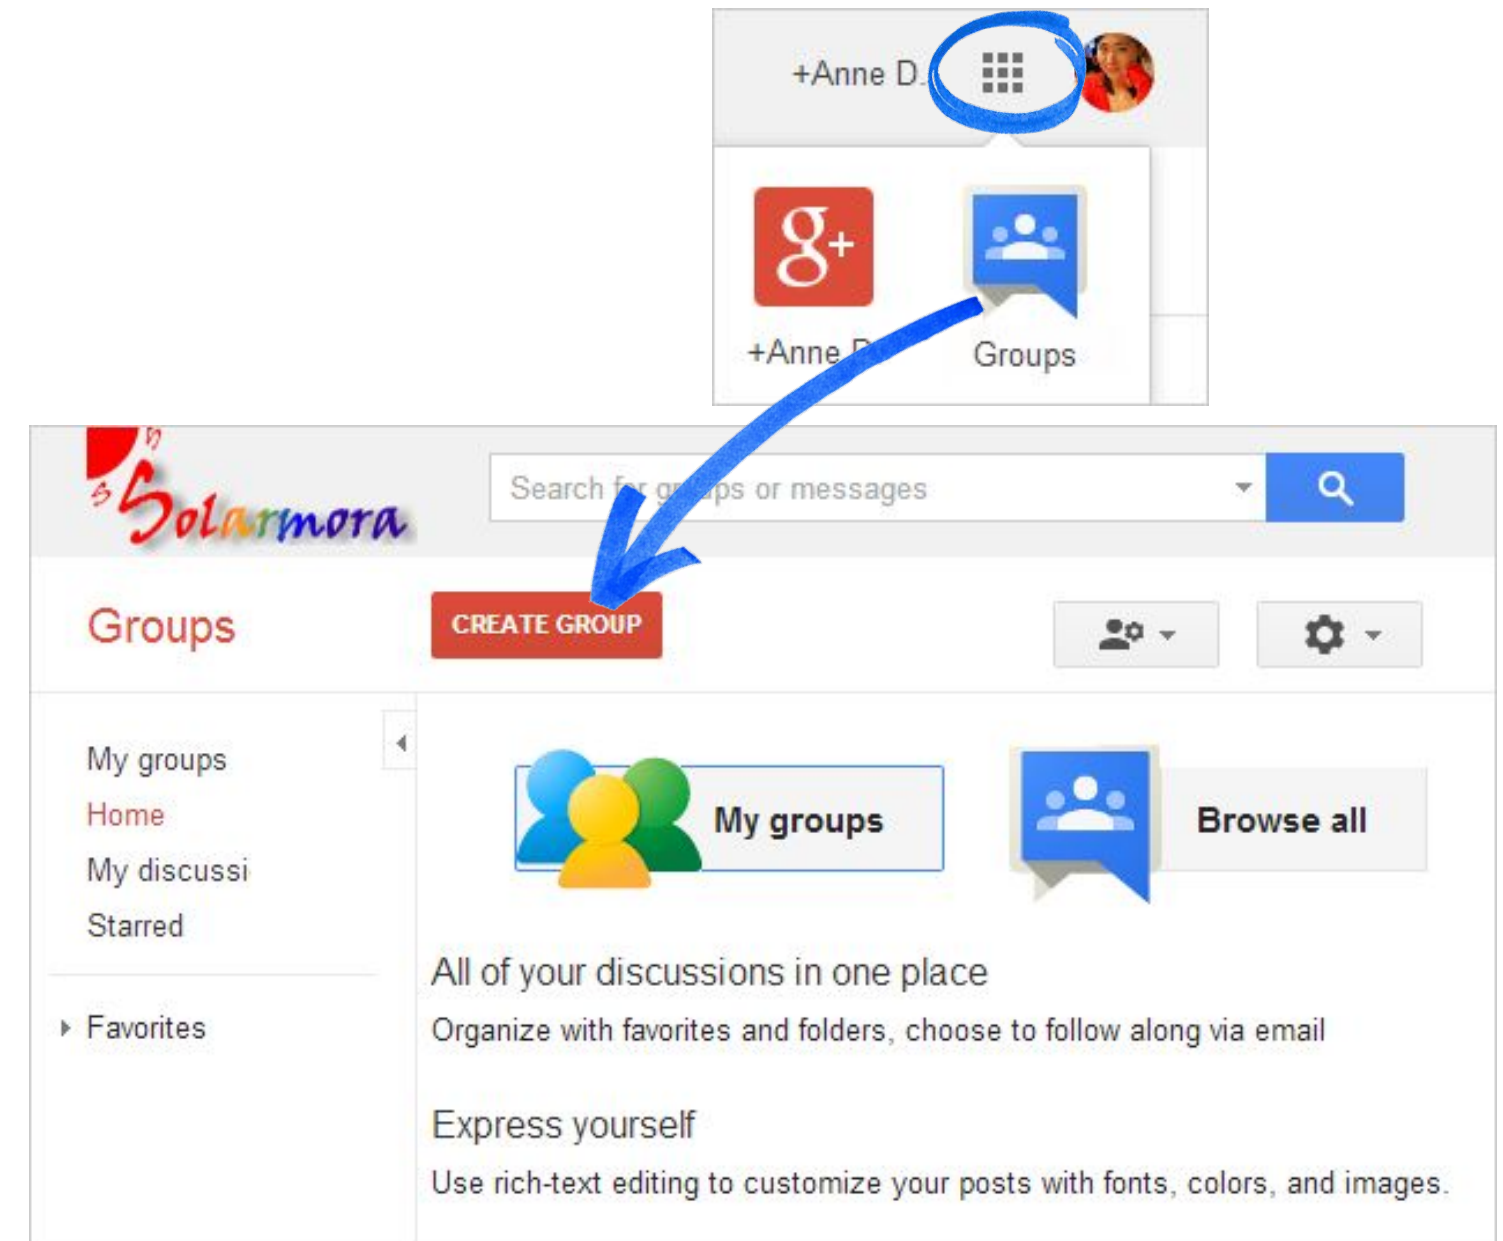 +Anne D.
g+
+Anne D
Groups
Solarmora
Search for groups or messages
Groups
CREATE GROUP
My groups
Home
My discussi
Starred
Favorites
My groups
Browse all
All of your discussions in one place
Organize with favorites and folders, choose to follow along via email
Express yourself
Use rich-text editing to customize your posts with fonts, colors, and images.